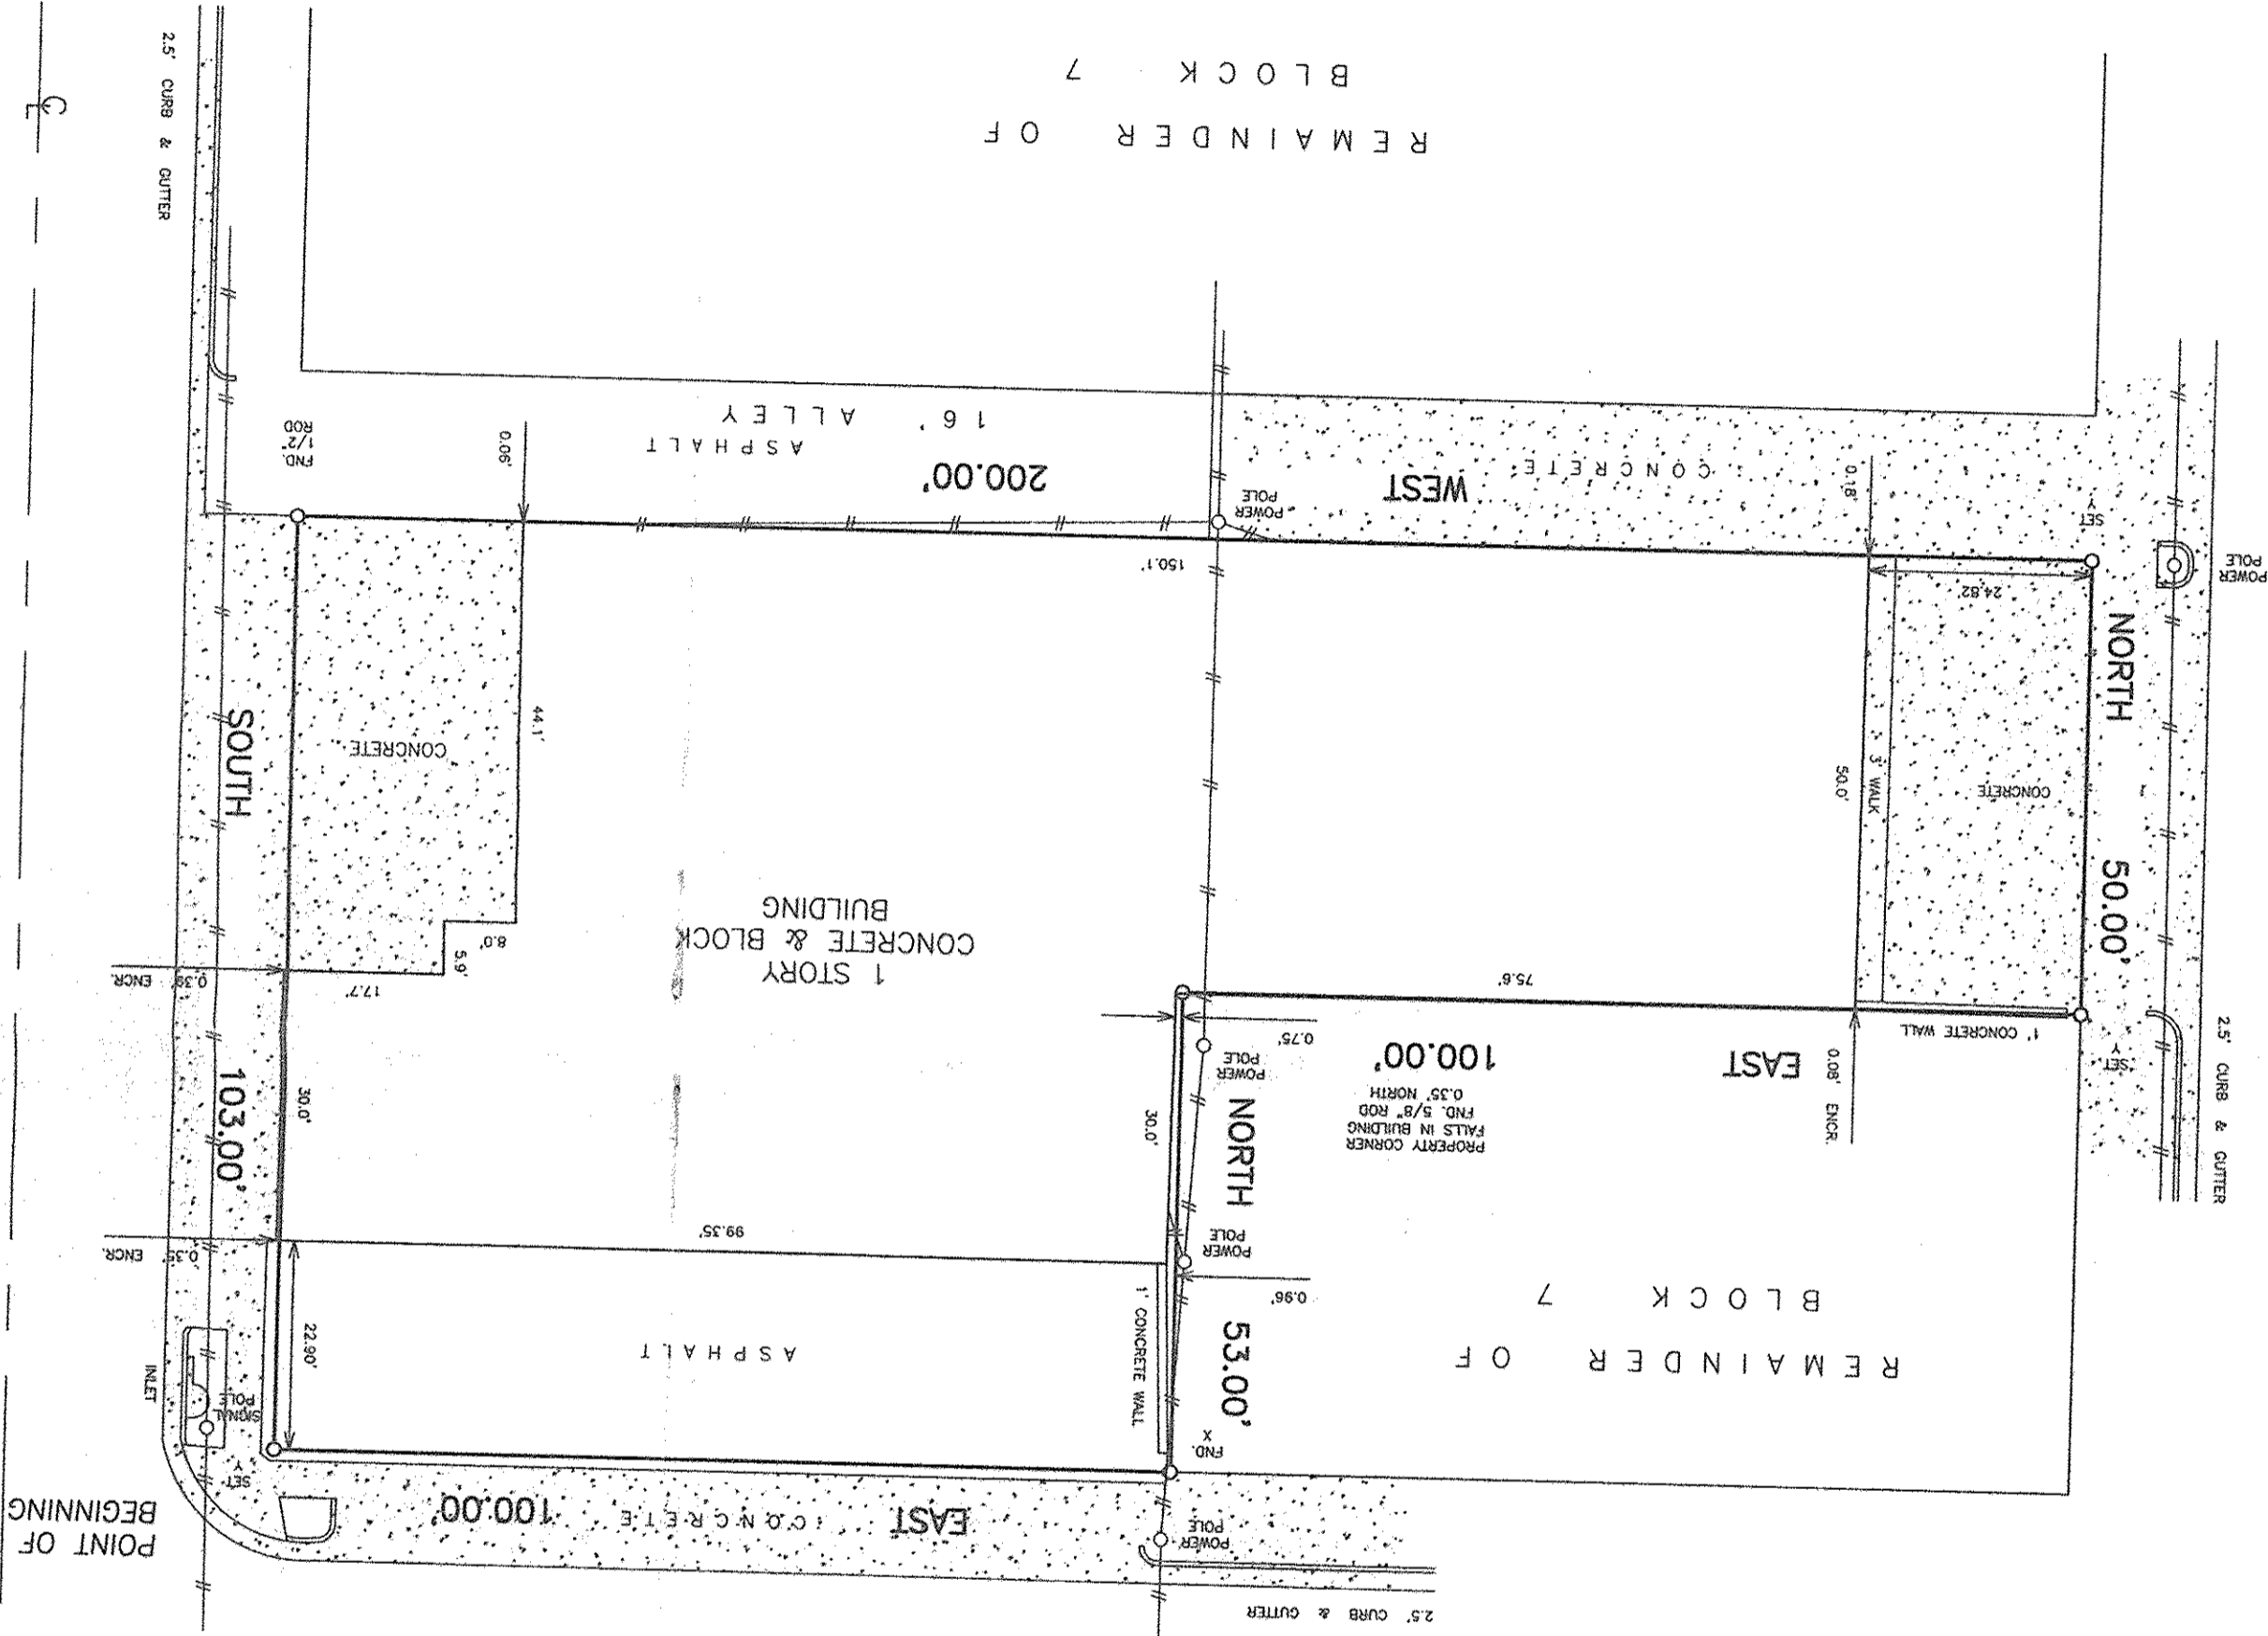 2.5' CURB & GUTTER
POWER
POLE
EAST
CONCRETE
100.00'
POINT OF
BEGINNING
SET
Y
SIGNAL
POLE
INLET
FND.
X
REMAINDER OF
BLOCK 7
53.00'
1' CONCRETE WALL
ASPHALT
22.90'
0.96'
POWER
POLE
99.35'
0.35' ENCR.
2.5' CURB & GUTTER
PROPERTY CORNER
FALLS IN BUILDING
FND. 5/8" ROD
0.35' NORTH
NORTH
30.0'
30.0'
103.00'
0.08' ENCR.
EAST
100.00'
POWER
POLE
0.75'
SET
Y
1' CONCRETE WALL
75.6'
1 STORY
CONCRETE & BLOCK
BUILDING
17.7'
0.39' ENCR.
5.9'
8.0'
50.00'
CONCRETE
3' WALK
50.0'
44.1'
CONCRETE
SOUTH
NORTH
24.82'
150.1'
POWER
POLE
SET
Y
0.18'
CONCRETE
WEST
POWER
POLE
200.00'
ASPHALT
16' ALLEY
0.06'
FND.
1/2"
ROD
REMAINDER OF
BLOCK 7
2.5' CURB & GUTTER
CL